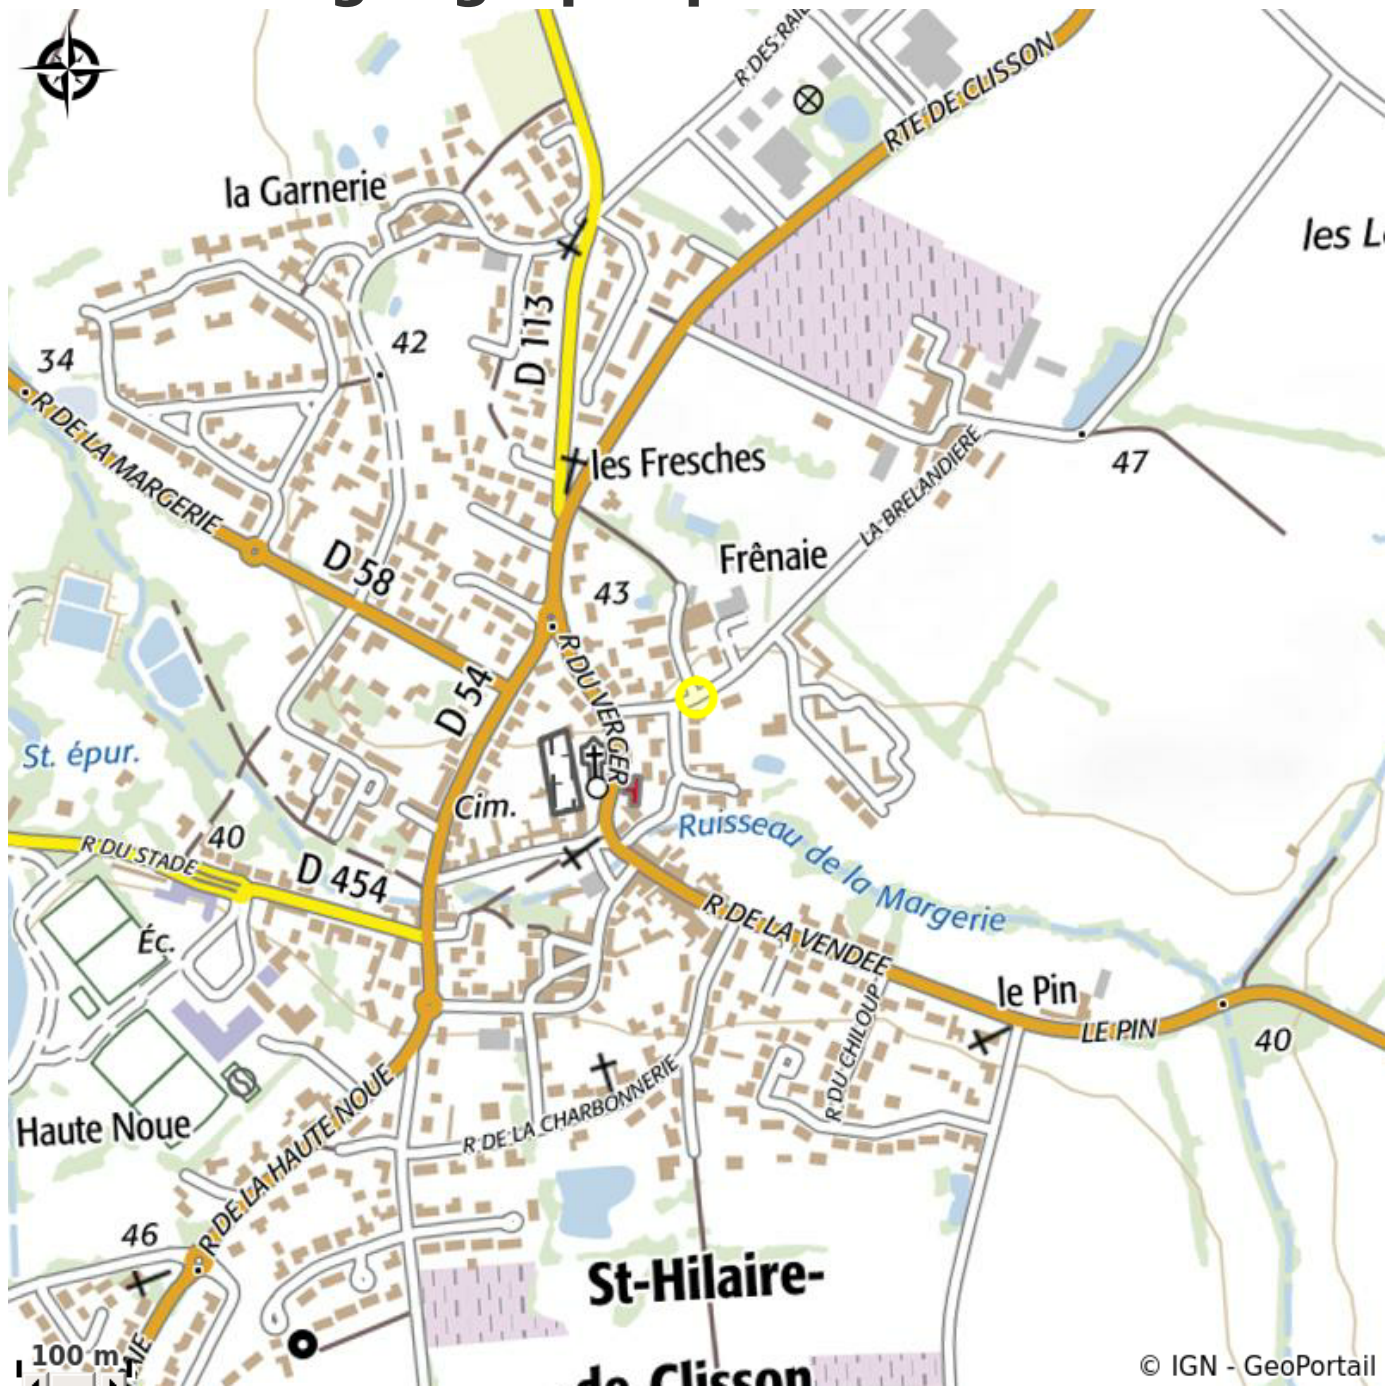 R DES RAIL
RTE DE CLISSON
la Garnerie
les L
D 113
42
34
R DE LA MARGERIE
les Fresches
47
LA BRELANDIERE
Frênaie
D 58
43
R DU VERGER
D 54
St. épur.
Cim.
Ruisseau de la Margerie
40
R DU STADE
D 454
R DE LA VENDEE
Éc.
le Pin
LE PIN
40
R DU CHILOUP
Haute Noue
R DE LA HAUTE NOUE
R DE LA CHARBONNERIE
46
St-Hilaire-
de-Clisson
100 m
© IGN - GeoPortail